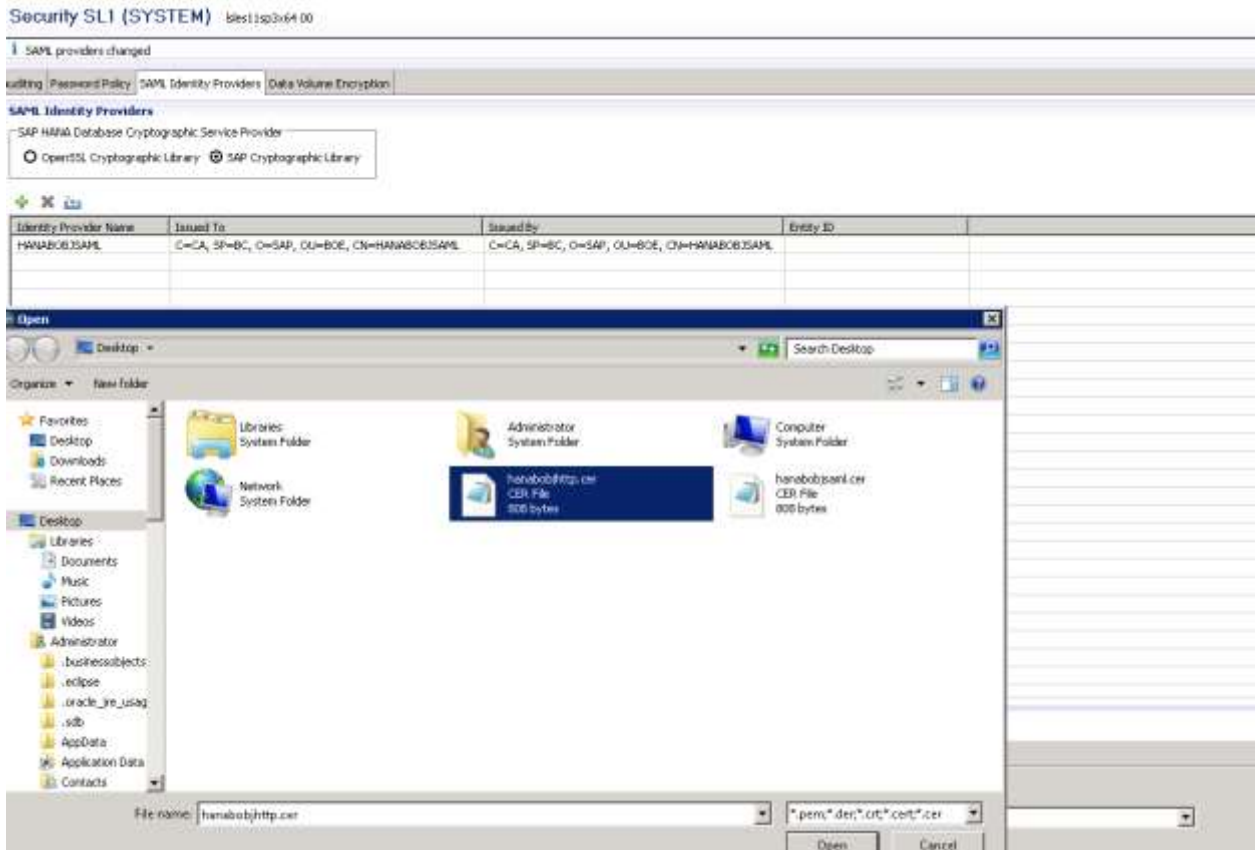 Security SL1 (SYSTEM) lsles11sp3x64 00
SAML providers changed
uditing Password Policy SAML Identity Providers Data Volume Encryption
SAML Identity Providers
SAP HANA Database Cryptographic Service Provider
OpenSSL Cryptographic Library SAP Cryptographic Library
Identity Provider Name Issued To Issued By Entity ID
HANABOBJSAML C=CA, SP=BC, O=SAP, OU=BOE, CN=HANABOBJSAML C=CA, SP=BC, O=SAP, OU=BOE, CN=HANABOBJSAML
Open
Desktop Search Desktop
Organize New folder
Favorites
Desktop
Downloads
Recent Places
Desktop
Libraries
Documents
Music
Pictures
Videos
Administrator
.businessobjects
.eclipse
.oracle_jre_usag
.sdb
AppData
Application Data
Contacts
Libraries
System Folder
Administrator
System Folder
Computer
System Folder
Network
System Folder
hanabobjhttp.cer
CER File
808 bytes
hanabobjsaml.cer
CER File
808 bytes
File name: hanabobjhttp.cer *.pem;*.der;*.crt;*.cert;*.cer
Open Cancel